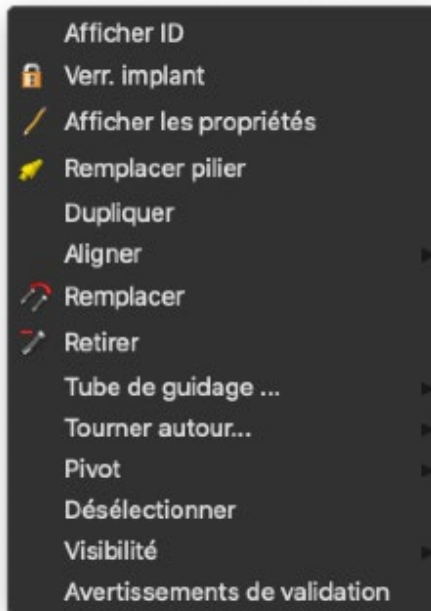 Afficher ID
Verr. implant
Afficher les propriétés
Remplacer pilier
Dupliquer
Aligner
Remplacer
Retirer
Tube de guidage ...
Tourner autour...
Pivot
Désélectionner
Visibilité
Avertissements de validation